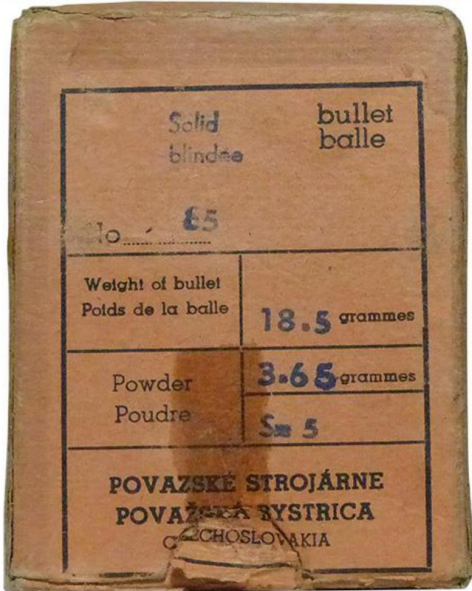 Solid bullet
blindée balle
No 65
Weight of bullet
Poids de la balle
18.5 grammes
Powder
Poudre
3.65 grammes
Sm 5
POVAZSKÉ STROJÁRNE
POVAŽSKÁ BYSTRICA
CZECHOSLOVAKIA